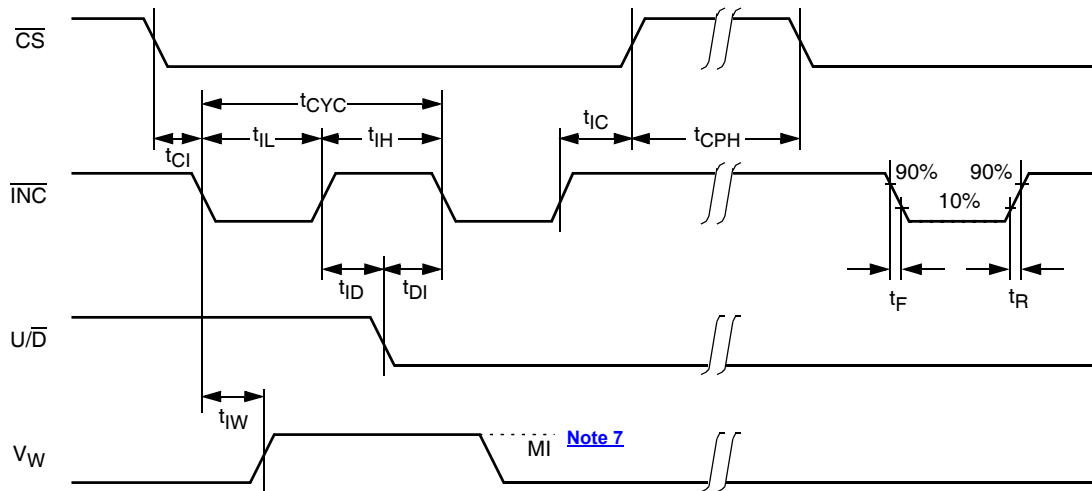 CS
tCYC
tCI
tIL
tIH
tIC
tCPH
INC
90%
90%
10%
tID
tDI
tF
tR
U/D
tIW
VW
MI
Note 7